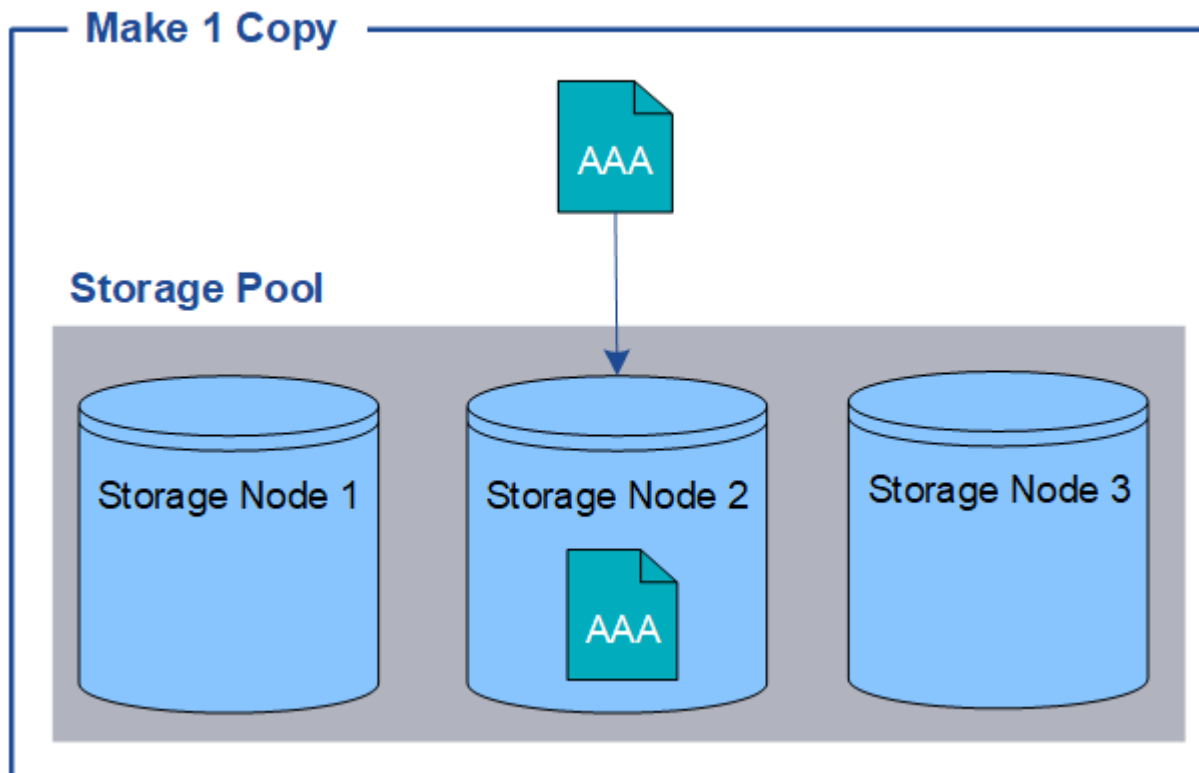 Make 1 Copy
AAA
Storage Pool
Storage Node 1
Storage Node 2
Storage Node 3
AAA